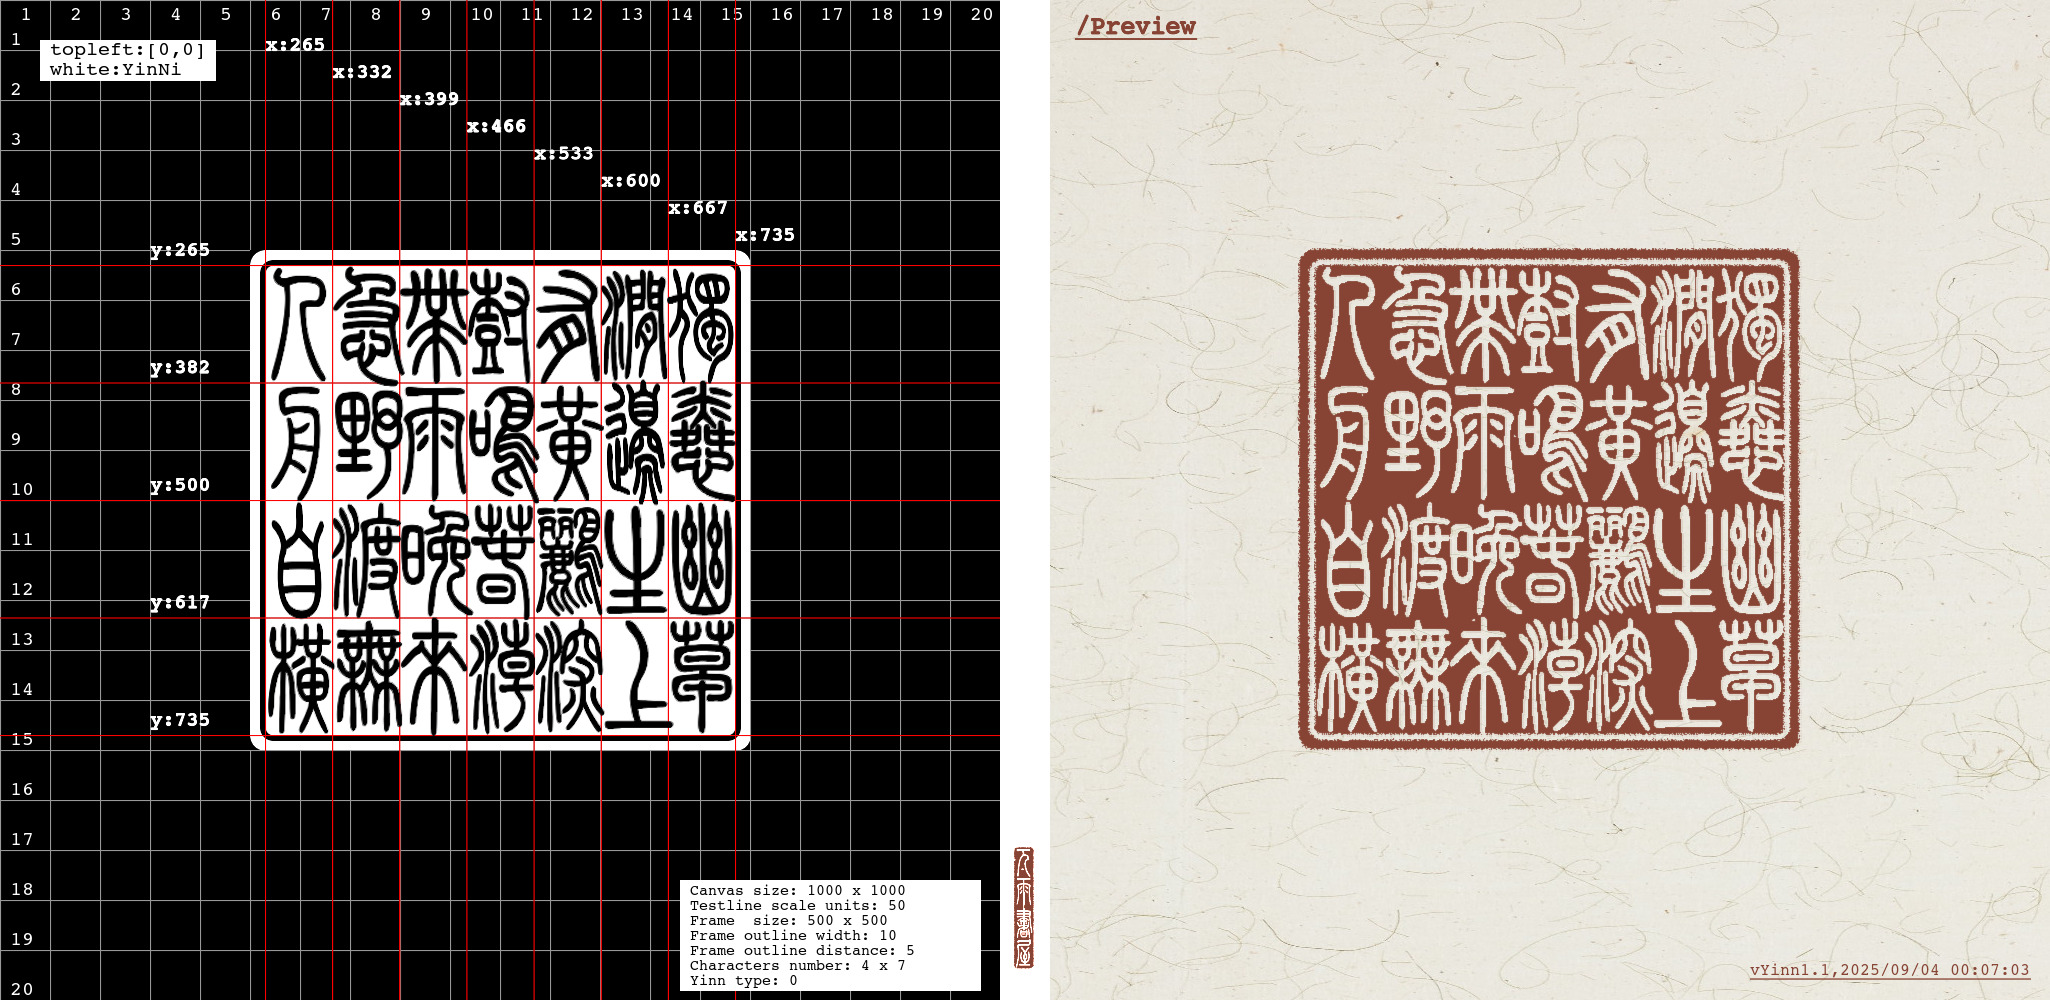 1 2 3 4 5 6 7 8 9 10 11 12 13 14 15 16 17 18 19 20
1
2
3
4
5
6
7
8
9
10
11
12
13
14
15
16
17
18
19
20
topleft:[0,0]
white:YinNi
x:265
x:332
x:399
x:466
x:533
x:600
x:667
x:735
y:265
y:382
y:500
y:617
y:735
獨憐幽草
澗邊生上
有黃鸝深
樹鳴春潮
帶雨晚來
急野渡無
人舟自橫
Canvas size: 1000 x 1000
Testline scale units: 50
Frame  size: 500 x 500
Frame outline width: 10
Frame outline distance: 5
Characters number: 4 x 7
Yinn type: 0
/Preview
獨憐幽草
澗邊生上
有黃鸝深
樹鳴春潮
帶雨晚來
急野渡無
人舟自橫
vYinn1.1,2025/09/04 00:07:03